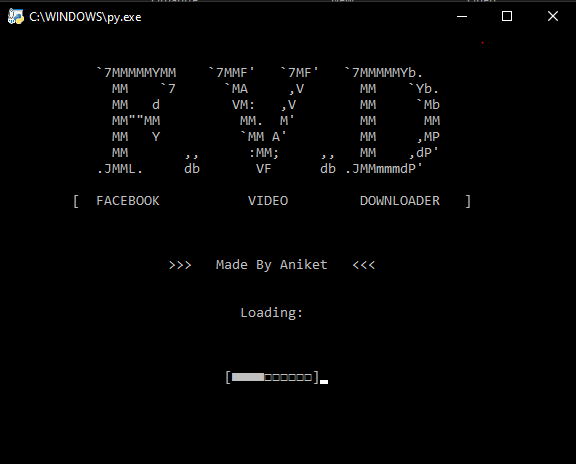 C:\WINDOWS\py.exe
`7MMMMMYMM    `7MMF'   `7MF'   `7MMMMMYb.
  MM    `7      `MA     ,V       MM    `Yb.
  MM   d         VM:   ,V        MM     `Mb
  MM""MM          MM.  M'        MM      MM
  MM   Y          `MM A'         MM     ,MP
  MM       ,,      :MM;     ,,   MM    ,dP'
.JMML.     db       VF      db .JMMmmmdP'
[  FACEBOOK           VIDEO         DOWNLOADER   ]
>>>   Made By Aniket   <<<
Loading:
[■■■■□□□□□□]